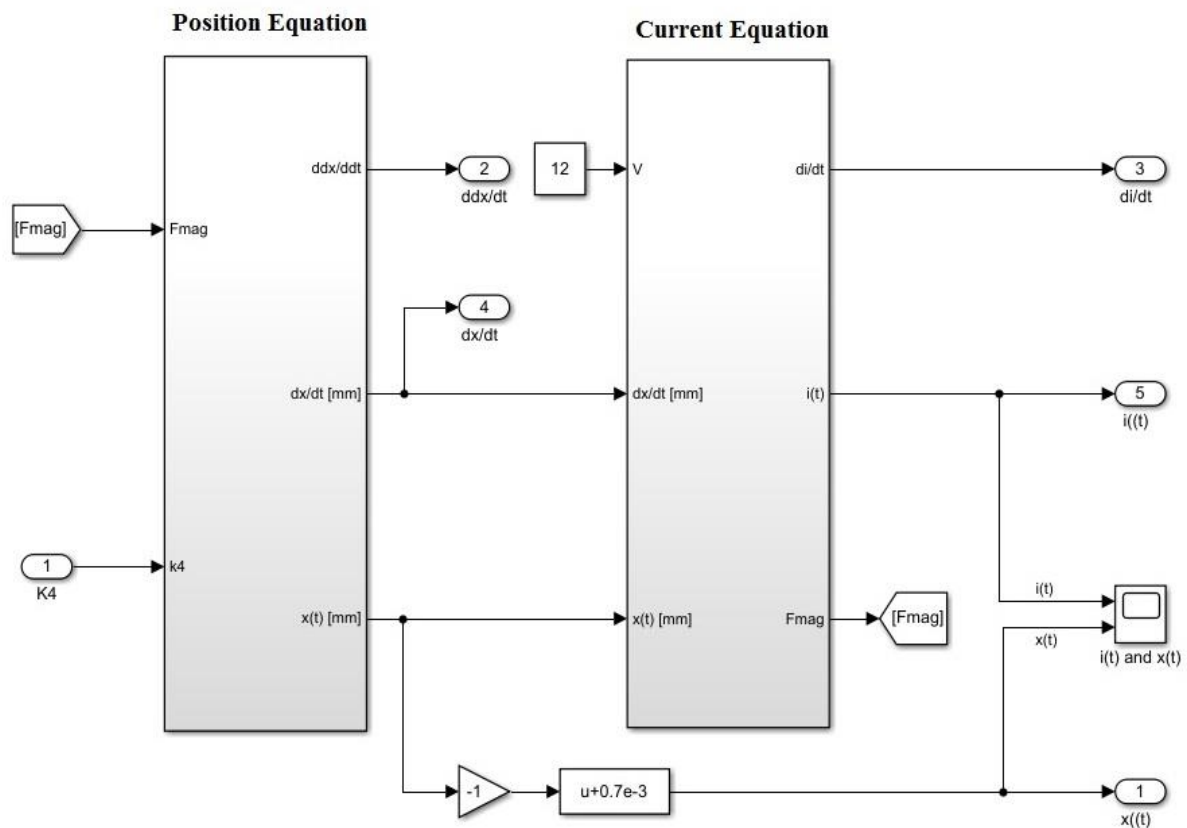 Position Equation
Current Equation
ddx/ddt
2
ddx/dt
12
V
di/dt
3
di/dt
[Fmag]
Fmag
4
dx/dt
dx/dt [mm]
dx/dt [mm]
i(t)
5
i((t)
1
K4
k4
x(t) [mm]
x(t) [mm]
Fmag
[Fmag]
i(t)
x(t)
i(t) and x(t)
-1
u+0.7e-3
1
x((t)